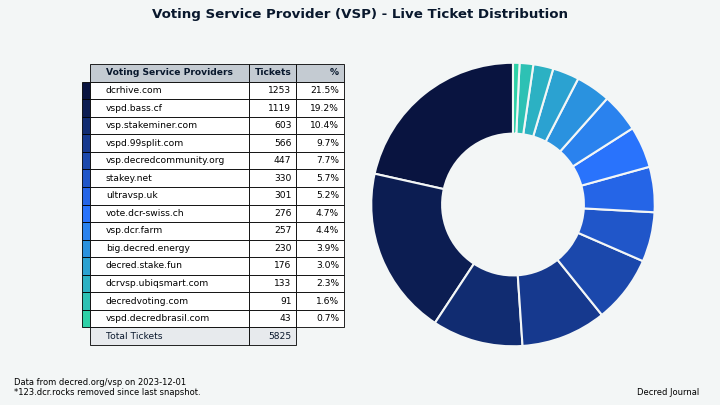 Voting Service Provider (VSP) - Live Ticket Distribution
Voting Service Providers Tickets %
dcrhive.com 1253 21.5%
vspd.bass.cf 1119 19.2%
vsp.stakeminer.com 603 10.4%
vspd.99split.com 566 9.7%
vsp.decredcommunity.org 447 7.7%
stakey.net 330 5.7%
ultravsp.uk 301 5.2%
vote.dcr-swiss.ch 276 4.7%
vsp.dcr.farm 257 4.4%
big.decred.energy 230 3.9%
decred.stake.fun 176 3.0%
dcrvsp.ubiqsmart.com 133 2.3%
decredvoting.com 91 1.6%
vspd.decredbrasil.com 43 0.7%
Total Tickets 5825
Data from decred.org/vsp on 2023-12-01
*123.dcr.rocks removed since last snapshot.
Decred Journal